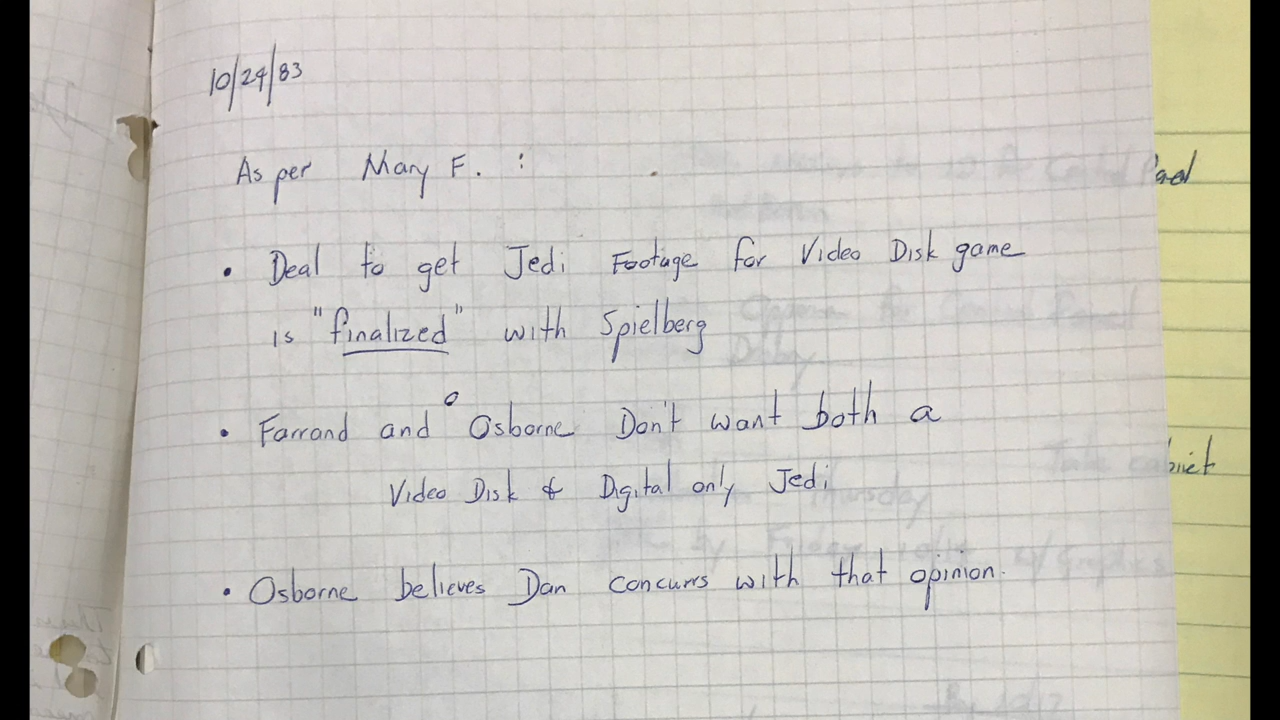 10/24/83
As per Mary F. :
• Deal to get Jedi Footage for Video Disk game
is "finalized" with Spielberg
• Farrand and Osborne Don't want both a
Video Disk & Digital only Jedi
• Osborne believes Dan concurrs with that opinion.